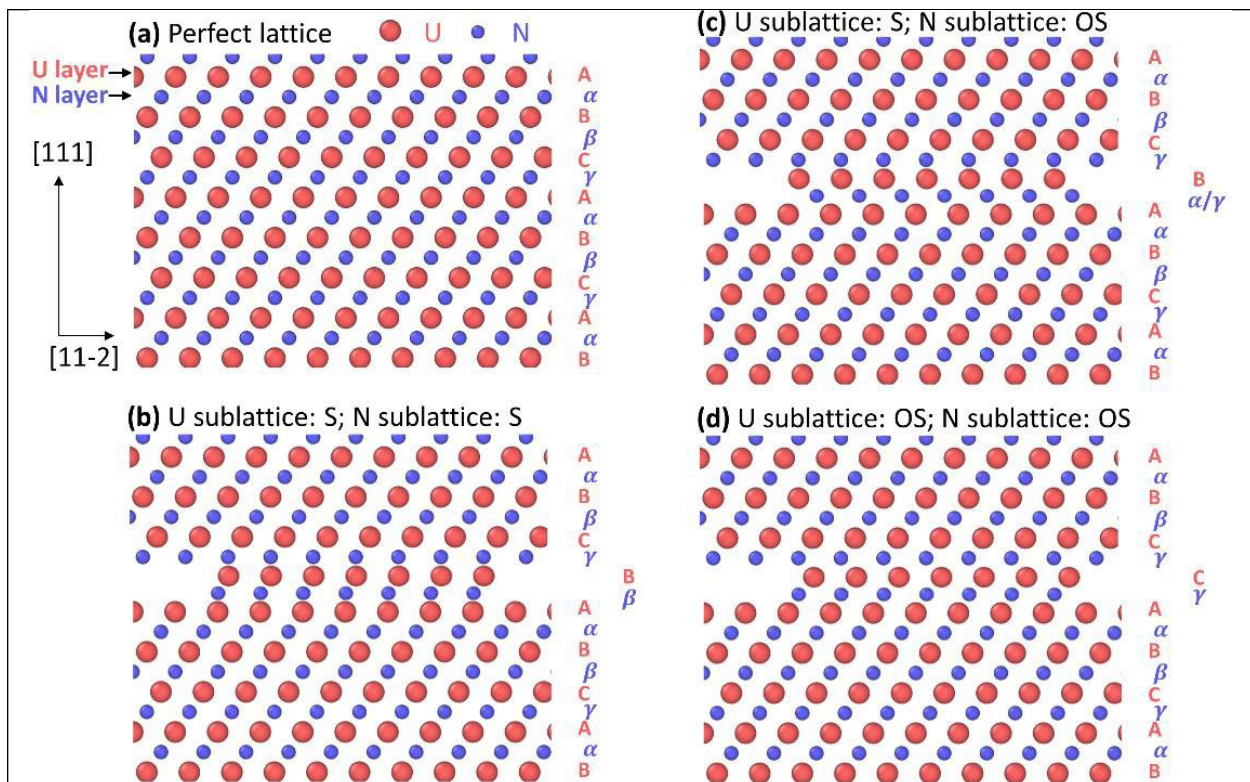 (a) Perfect lattice U N
U layer
N layer
[111]
[11-2]
A
α
B
β
C
γ
A
α
B
β
C
γ
A
α
B
(c) U sublattice: S; N sublattice: OS
A
α
B
β
C
γ
B
α/γ
A
α
B
β
C
γ
A
α
B
(b) U sublattice: S; N sublattice: S
A
α
B
β
C
γ
B
β
A
α
B
β
C
γ
A
α
B
(d) U sublattice: OS; N sublattice: OS
A
α
B
β
C
γ
C
γ
A
α
B
β
C
γ
A
α
B